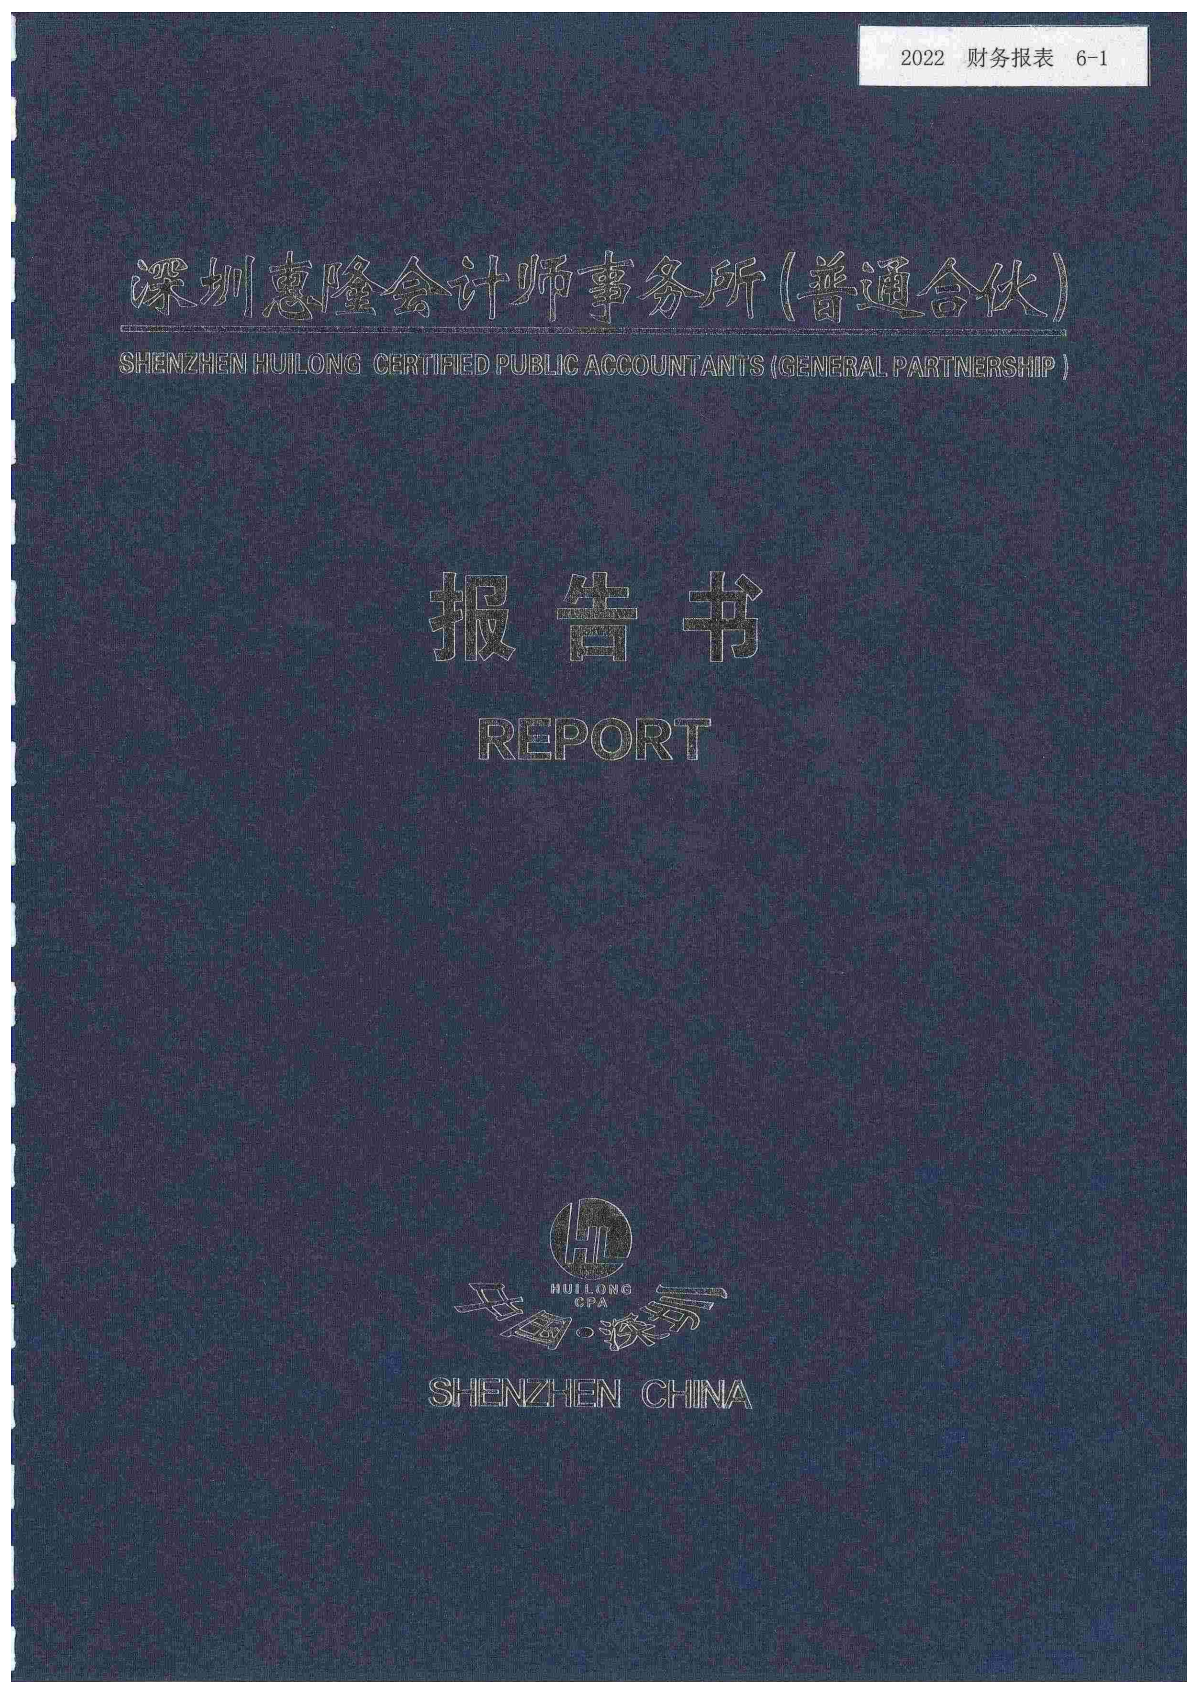 2022 财务报表 6-1
深圳惠隆会计师事务所(普通合伙)
SHENZHEN HUILONG CERTIFIED PUBLIC ACCOUNTANTS (GENERAL PARTNERSHIP )
报告书
REPORT
HL
HUILONG
CPA
中国·深圳
SHENZHEN CHINA